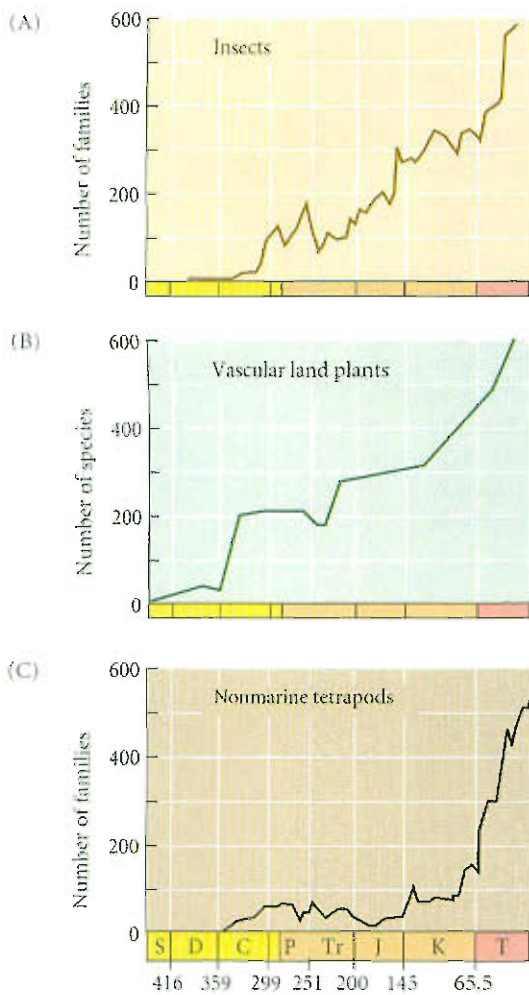 (A)
Insects
Number of families
600
400
200
0
(B)
Vascular land plants
Number of species
600
400
200
0
(C)
Nonmarine tetrapods
Number of families
600
400
200
0
S D C P Tr J K T
416 359 299 251 200 145 65.5